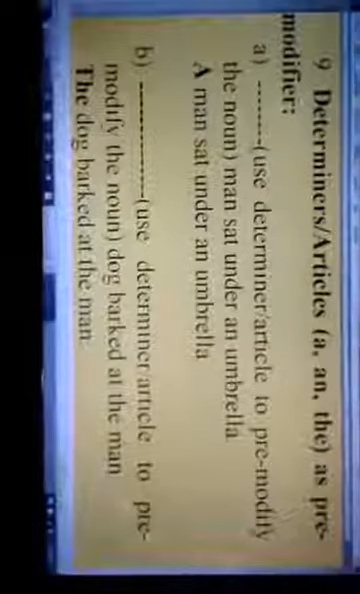 9 Determiners/Articles (a, an, the) as pre-
modifier:
a) --------(use determiner/article to pre-modify
the noun) man sat under an umbrella.
A man sat under an umbrella
b) --------------(use determiner/article to pre-
modify the noun) dog barked at the man
The dog barked at the man